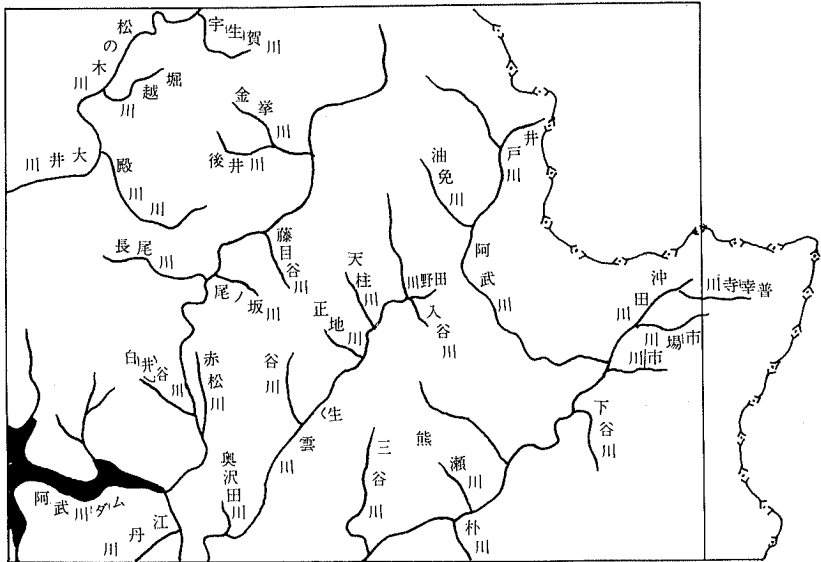 宇生賀川
松の木川
堀越川
大井川
殿川川
金挙川
後井川
井戸川
油免川
阿武川
藤目谷川
長尾川
尾ノ坂川
天柱川
正地川
田野川
入谷川
沖田川
普幸寺川
市場川
市川
白井谷川
赤松川
谷川
生雲川
下谷川
熊
三谷川
瀬川
奥沢田川
朴川
阿武川ダム
江
丹
川